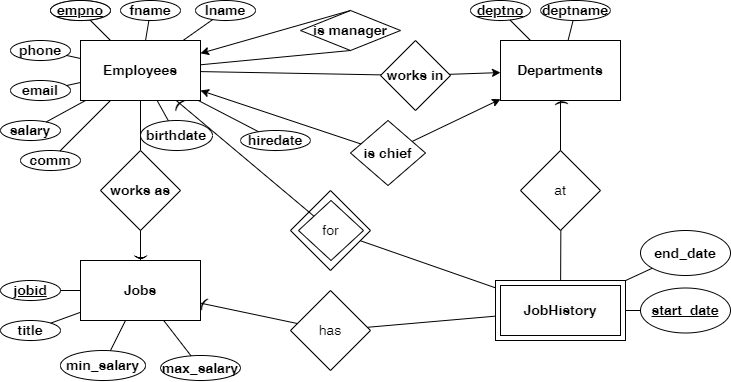 empno
fname
lname
is manager
deptno
deptname
phone
Employees
works in
Departments
email
salary
birthdate
hiredate
is chief
comm
works as
at
for
end_date
jobid
Jobs
JobHistory
start_date
title
has
min_salary
max_salary